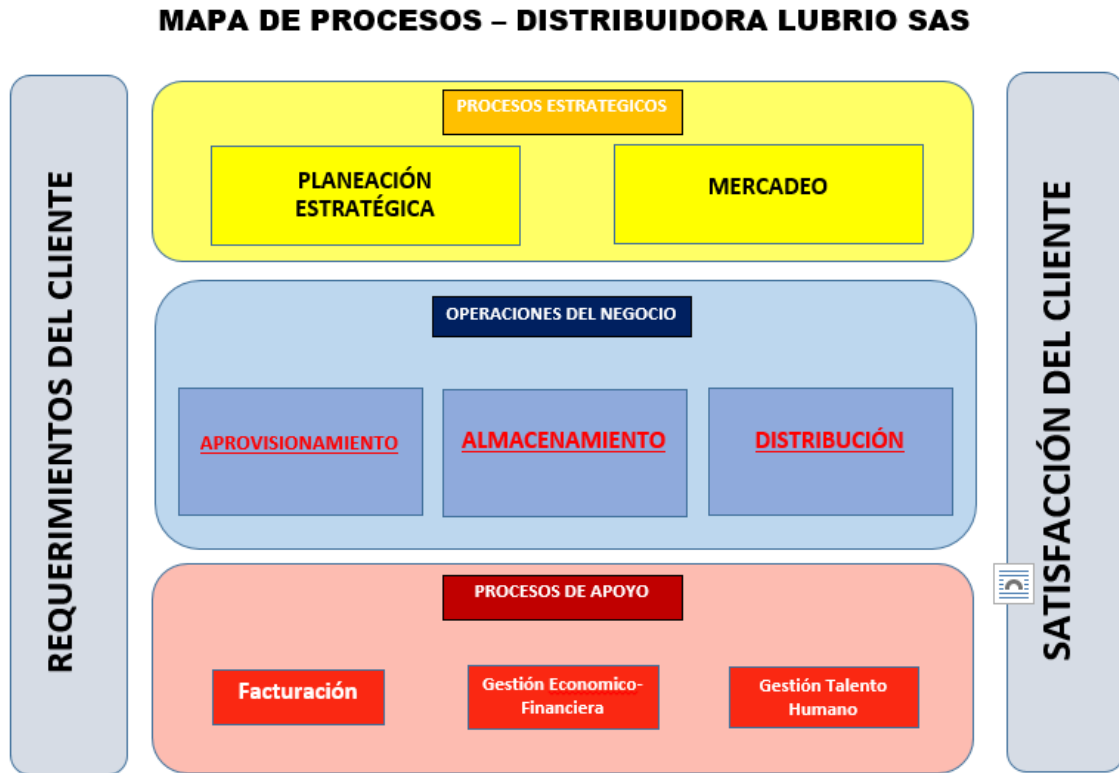 MAPA DE PROCESOS – DISTRIBUIDORA LUBRIO SAS
REQUERIMIENTOS DEL CLIENTE
PROCESOS ESTRATEGICOS
PLANEACIÓN
ESTRATÉGICA
MERCADEO
OPERACIONES DEL NEGOCIO
APROVISIONAMIENTO
ALMACENAMIENTO
DISTRIBUCIÓN
PROCESOS DE APOYO
Facturación
Gestión Economico-
Financiera
Gestión Talento
Humano
SATISFACCIÓN DEL CLIENTE